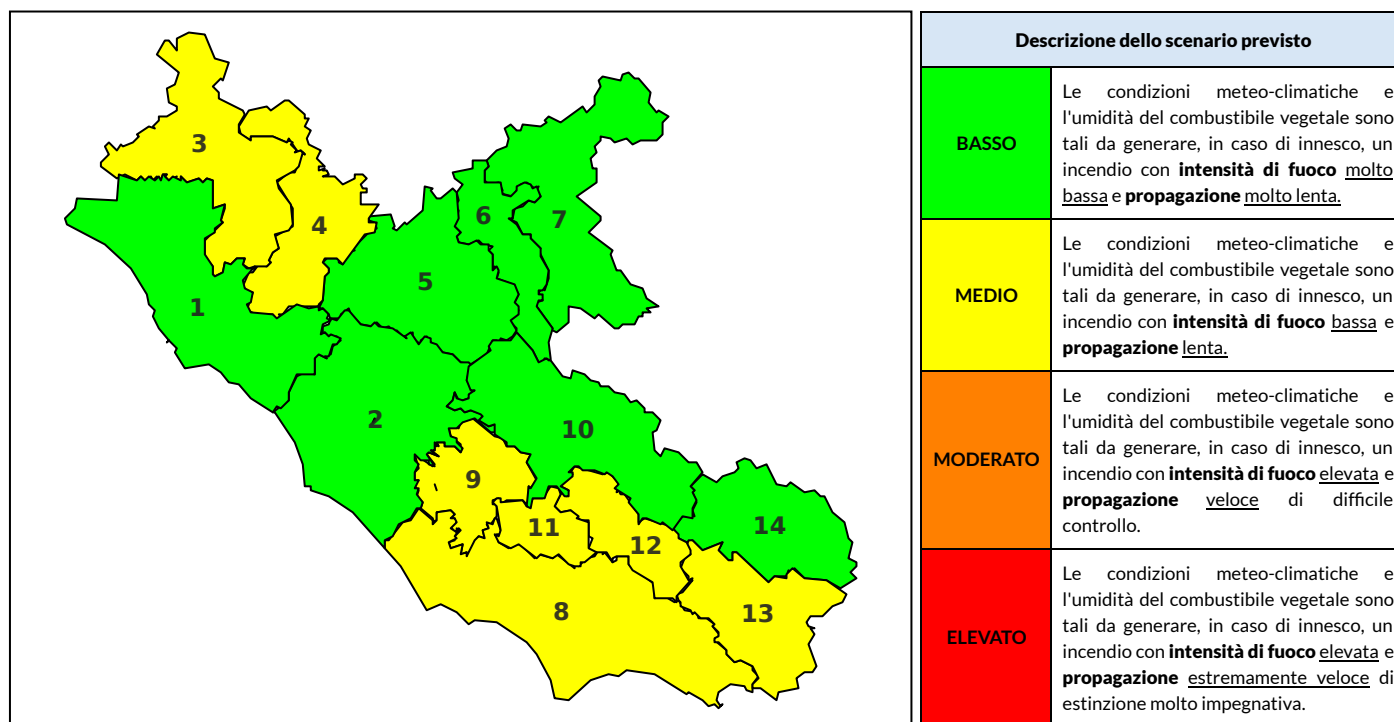 3
4
6
7
5
1
2
10
9
11
12
14
8
13
Descrizione dello scenario previsto
BASSO
Le condizioni meteo-climatiche e
l'umidità del combustibile vegetale sono
tali da generare, in caso di innesco, un
incendio con intensità di fuoco molto
bassa e propagazione molto lenta.
MEDIO
Le condizioni meteo-climatiche e
l'umidità del combustibile vegetale sono
tali da generare, in caso di innesco, un
incendio con intensità di fuoco bassa e
propagazione lenta.
MODERATO
Le condizioni meteo-climatiche e
l'umidità del combustibile vegetale sono
tali da generare, in caso di innesco, un
incendio con intensità di fuoco elevata e
propagazione veloce di difficile
controllo.
ELEVATO
Le condizioni meteo-climatiche e
l'umidità del combustibile vegetale sono
tali da generare, in caso di innesco, un
incendio con intensità di fuoco elevata e
propagazione estremamente veloce di
estinzione molto impegnativa.